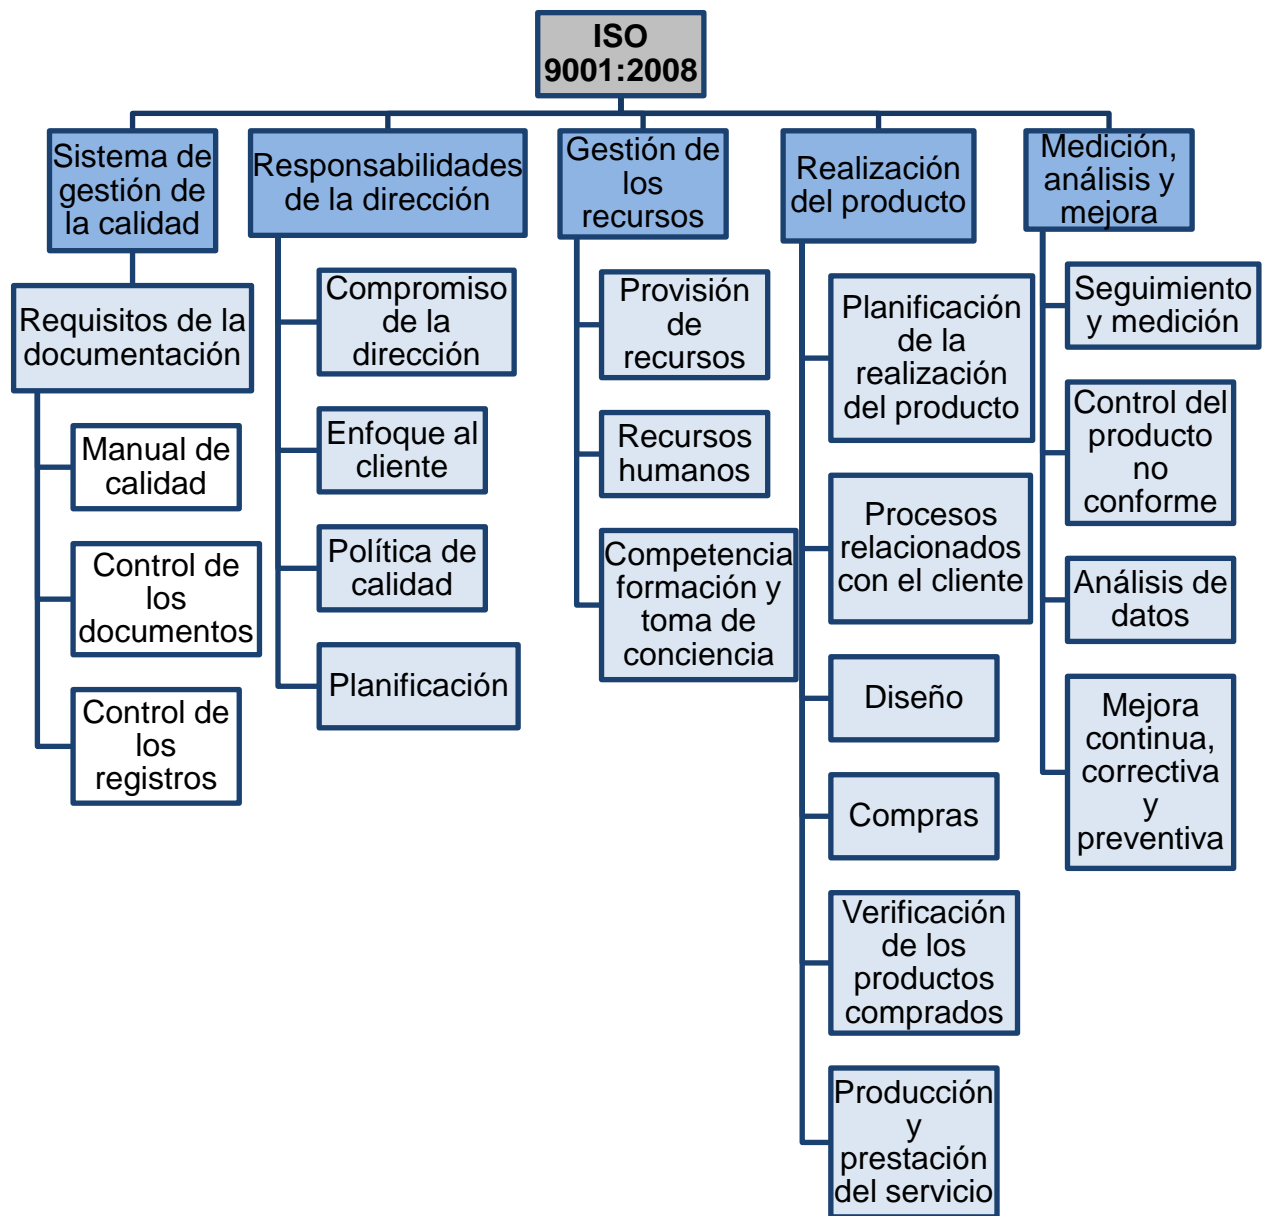 ISO
9001:2008
Sistema de
gestión de
la calidad
Requisitos de la
documentación
Manual de
calidad
Control de
los
documentos
Control de
los
registros
Responsabilidades
de la dirección
Compromiso
de la
dirección
Enfoque al
cliente
Política de
calidad
Planificación
Gestión de
los
recursos
Provisión
de
recursos
Recursos
humanos
Competencia
formación y
toma de
conciencia
Realización
del producto
Planificación
de la
realización
del producto
Procesos
relacionados
con el cliente
Diseño
Compras
Verificación
de los
productos
comprados
Producción
y
prestación
del servicio
Medición,
análisis y
mejora
Seguimiento
y medición
Control del
producto
no
conforme
Análisis de
datos
Mejora
continua,
correctiva
y
preventiva